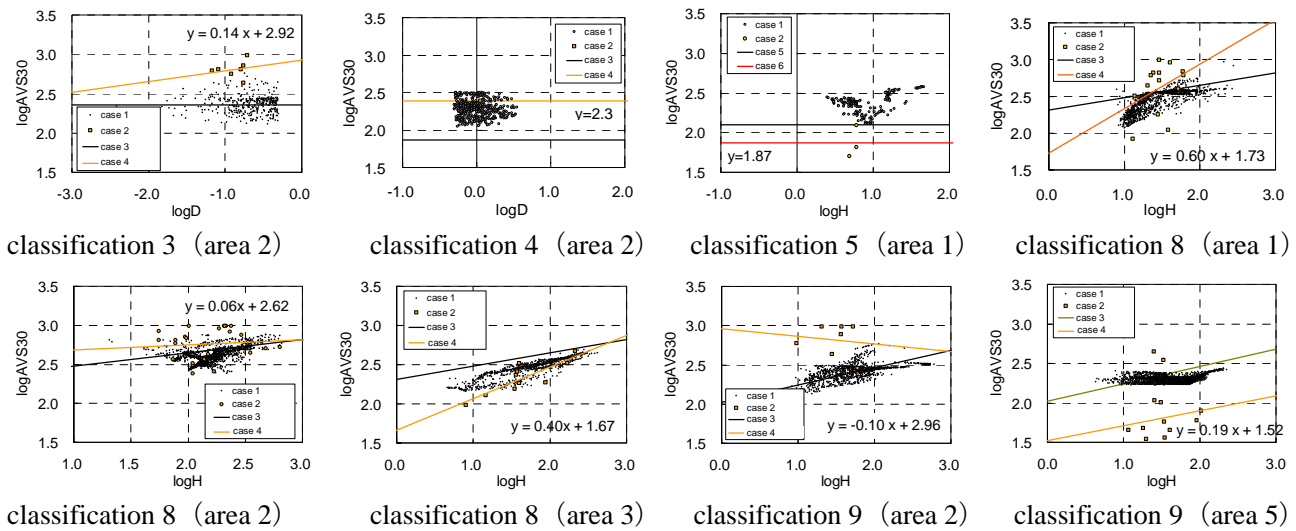 3.5
3.0
2.5
2.0
1.5
-3.0 -2.0 -1.0 0.0
logAVS30
logD
y = 0.14 x + 2.92
case 1
case 2
case 3
case 4
classification 3（area 2）
3.5
3.0
2.5
2.0
1.5
-1.0 0.0 1.0 2.0
logAVS30
logD
case 1
case 2
case 3
case 4
y=2.3
classification 4（area 2）
3.5
3.0
2.5
2.0
1.5
-1.0 0.0 1.0 2.0
logAVS30
logH
case 1
case 2
case 5
case 6
y=1.87
classification 5（area 1）
3.5
3.0
2.5
2.0
1.5
0.0 1.0 2.0 3.0
logAVS30
logH
case 1
case 2
case 4
y = 0.60 x + 1.73
classification 8（area 1）
3.5
3.0
2.5
2.0
1.5
1.0 1.5 2.0 2.5 3.0
logAVS30
logH
y = 0.06x + 2.62
case 1
case 2
case 3
case 4
classification 8（area 2）
3.5
3.0
2.5
2.0
1.5
0.0 1.0 2.0 3.0
logAVS30
logH
case 1
case 2
case 3
case 4
y = 0.40x + 1.67
classification 8（area 3）
3.5
3.0
2.5
2.0
1.5
0.0 1.0 2.0 3.0
logAVS30
logH
case 1
case 2
case 3
case 4
y = -0.10 x + 2.96
classification 9（area 2）
3.5
3.0
2.5
2.0
1.5
0.0 1.0 2.0 3.0
logAVS30
logH
case 1
case 2
case 3
case 4
y = 0.19 x + 1.52
classification 9（area 5）